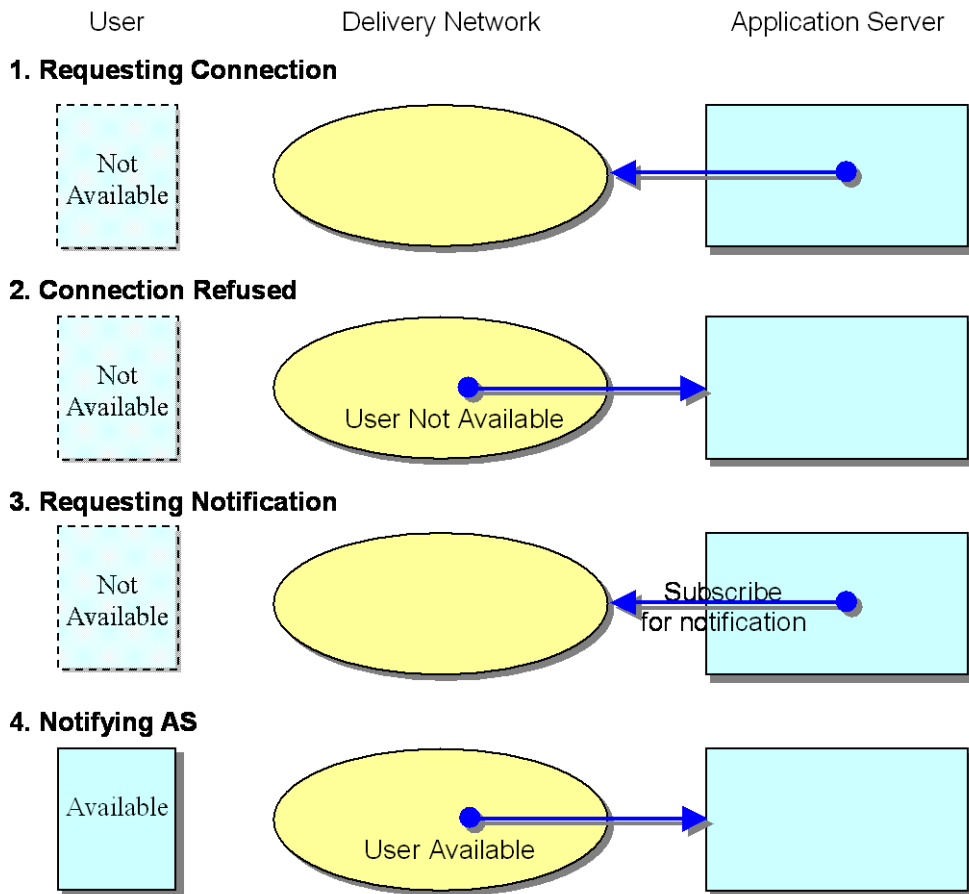 User Delivery Network Application Server
1. Requesting Connection
Not
Available
2. Connection Refused
Not
Available
User Not Available
3. Requesting Notification
Not
Available
Subscribe
for notification
4. Notifying AS
Available
User Available